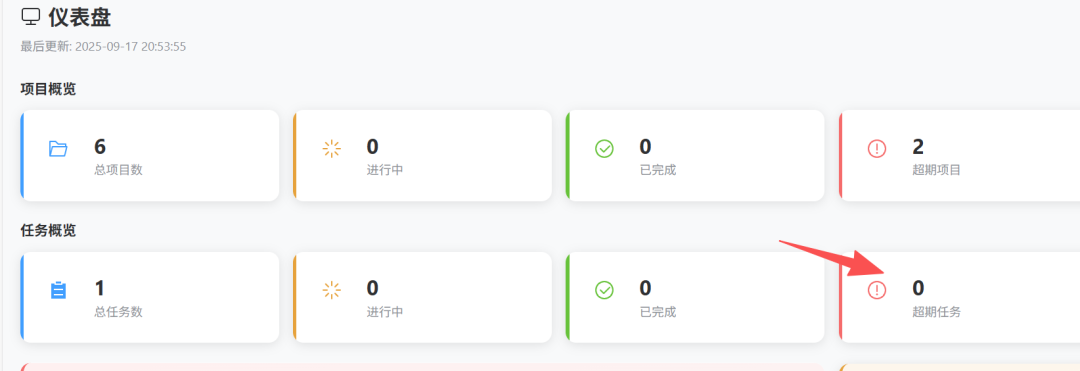 仪表盘
最后更新: 2025-09-17 20:53:55
项目概览
6
总项目数
0
进行中
0
已完成
2
超期项目
任务概览
1
总任务数
0
进行中
0
已完成
0
超期任务